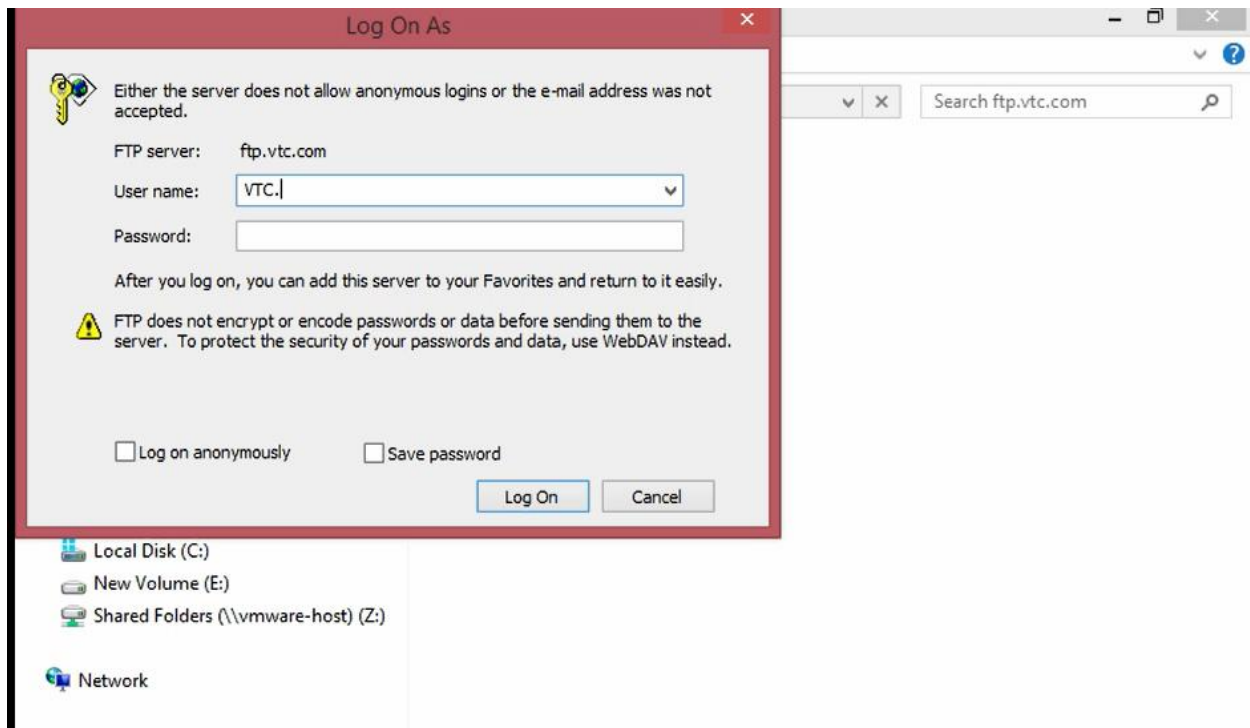 Log On As
Either the server does not allow anonymous logins or the e-mail address was not
accepted.
FTP server: ftp.vtc.com
User name: VTC.
Password:
After you log on, you can add this server to your Favorites and return to it easily.
FTP does not encrypt or encode passwords or data before sending them to the
server. To protect the security of your passwords and data, use WebDAV instead.
Log on anonymously Save password
Log On Cancel
Search ftp.vtc.com
Local Disk (C:)
New Volume (E:)
Shared Folders (\\vmware-host) (Z:)
Network